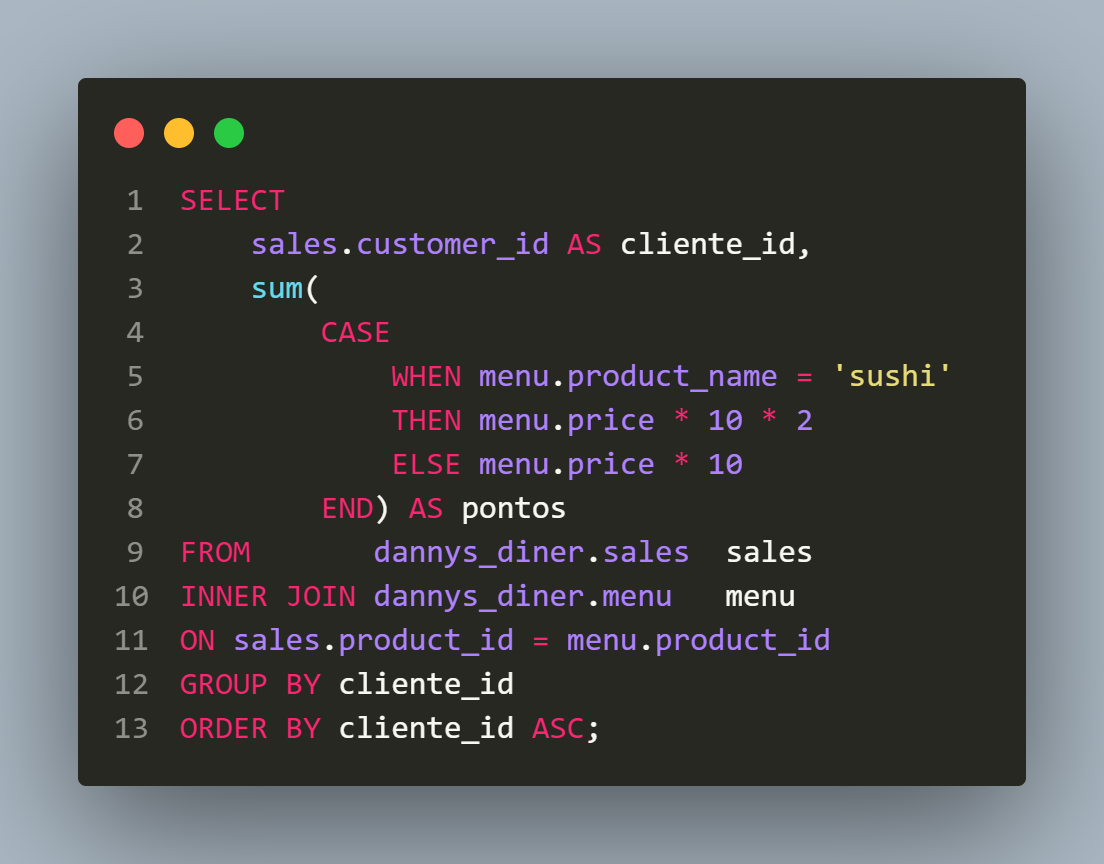 1 SELECT
2     sales.customer_id AS cliente_id,
3     sum(
4         CASE
5             WHEN menu.product_name = 'sushi'
6             THEN menu.price * 10 * 2
7             ELSE menu.price * 10
8         END) AS pontos
9 FROM       dannys_diner.sales  sales
10 INNER JOIN dannys_diner.menu   menu
11 ON sales.product_id = menu.product_id
12 GROUP BY cliente_id
13 ORDER BY cliente_id ASC;